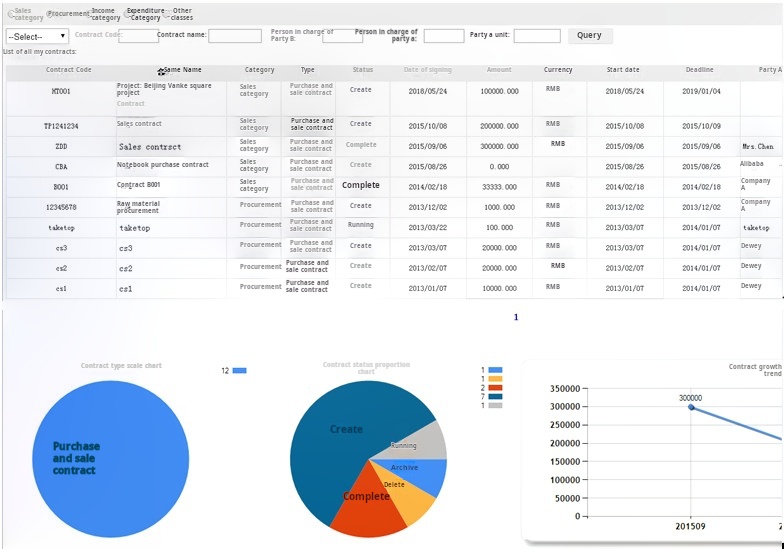 Sales category Procurement Income category Expenditure Category Other classes
--Select-- Contract Code: Contract name: Person in charge of Party B: Person in charge of party a: Party a unit: Query
List of all my contracts:
Contract Code Same Name Category Type Status Date of signing Amount Currency Start date Deadline Party A
HT001 Project: Beijing Vanke square project Contract Sales category Purchase and sale contract Create 2018/05/24 100000.000 RMB 2018/05/24 2019/01/04
TP1241234 Sales contract Sales category Purchase and sale contract Create 2015/10/08 200000.000 RMB 2015/10/08 2015/10/09
ZDD Sales contract Sales category Purchase and sale contract Complete 2015/09/06 300000.000 RMB 2015/09/06 2015/09/06 Mrs.Chen
CBA Notebook purchase contract Sales category Purchase and sale contract Create 2015/08/26 0.000 2015/08/26 2015/08/26 Alibaba
B001 Contract B001 Sales category Purchase and sale contract Complete 2014/02/18 33333.000 RMB 2014/02/18 2014/02/18 Company A
12345678 Raw material procurement Procurement Purchase and sale contract Create 2013/12/02 1000.000 RMB 2013/12/02 2013/12/02 Company A
taketop taketop Procurement Purchase and sale contract Running 2013/03/22 100.000 RMB 2013/03/07 2014/01/07 taketop
cs3 cs3 Procurement Purchase and sale contract Create 2013/03/07 20000.000 RMB 2013/03/07 2014/01/07 Dewey
cs2 cs2 Procurement Purchase and sale contract Create 2013/02/07 20000.000 RMB 2013/02/07 2014/01/07 Dewey
cs1 cs1 Procurement Purchase and sale contract Create 2013/01/07 10000.000 RMB 2013/01/07 2014/01/07 Dewey
1
Contract type scale chart
12
Purchase and sale contract
Contract status proportion chart
1
1
2
7
1
Create
Running
Archive
Delete
Complete
Contract growth trend
350000
300000
250000
200000
150000
100000
50000
0
300000
201509
2